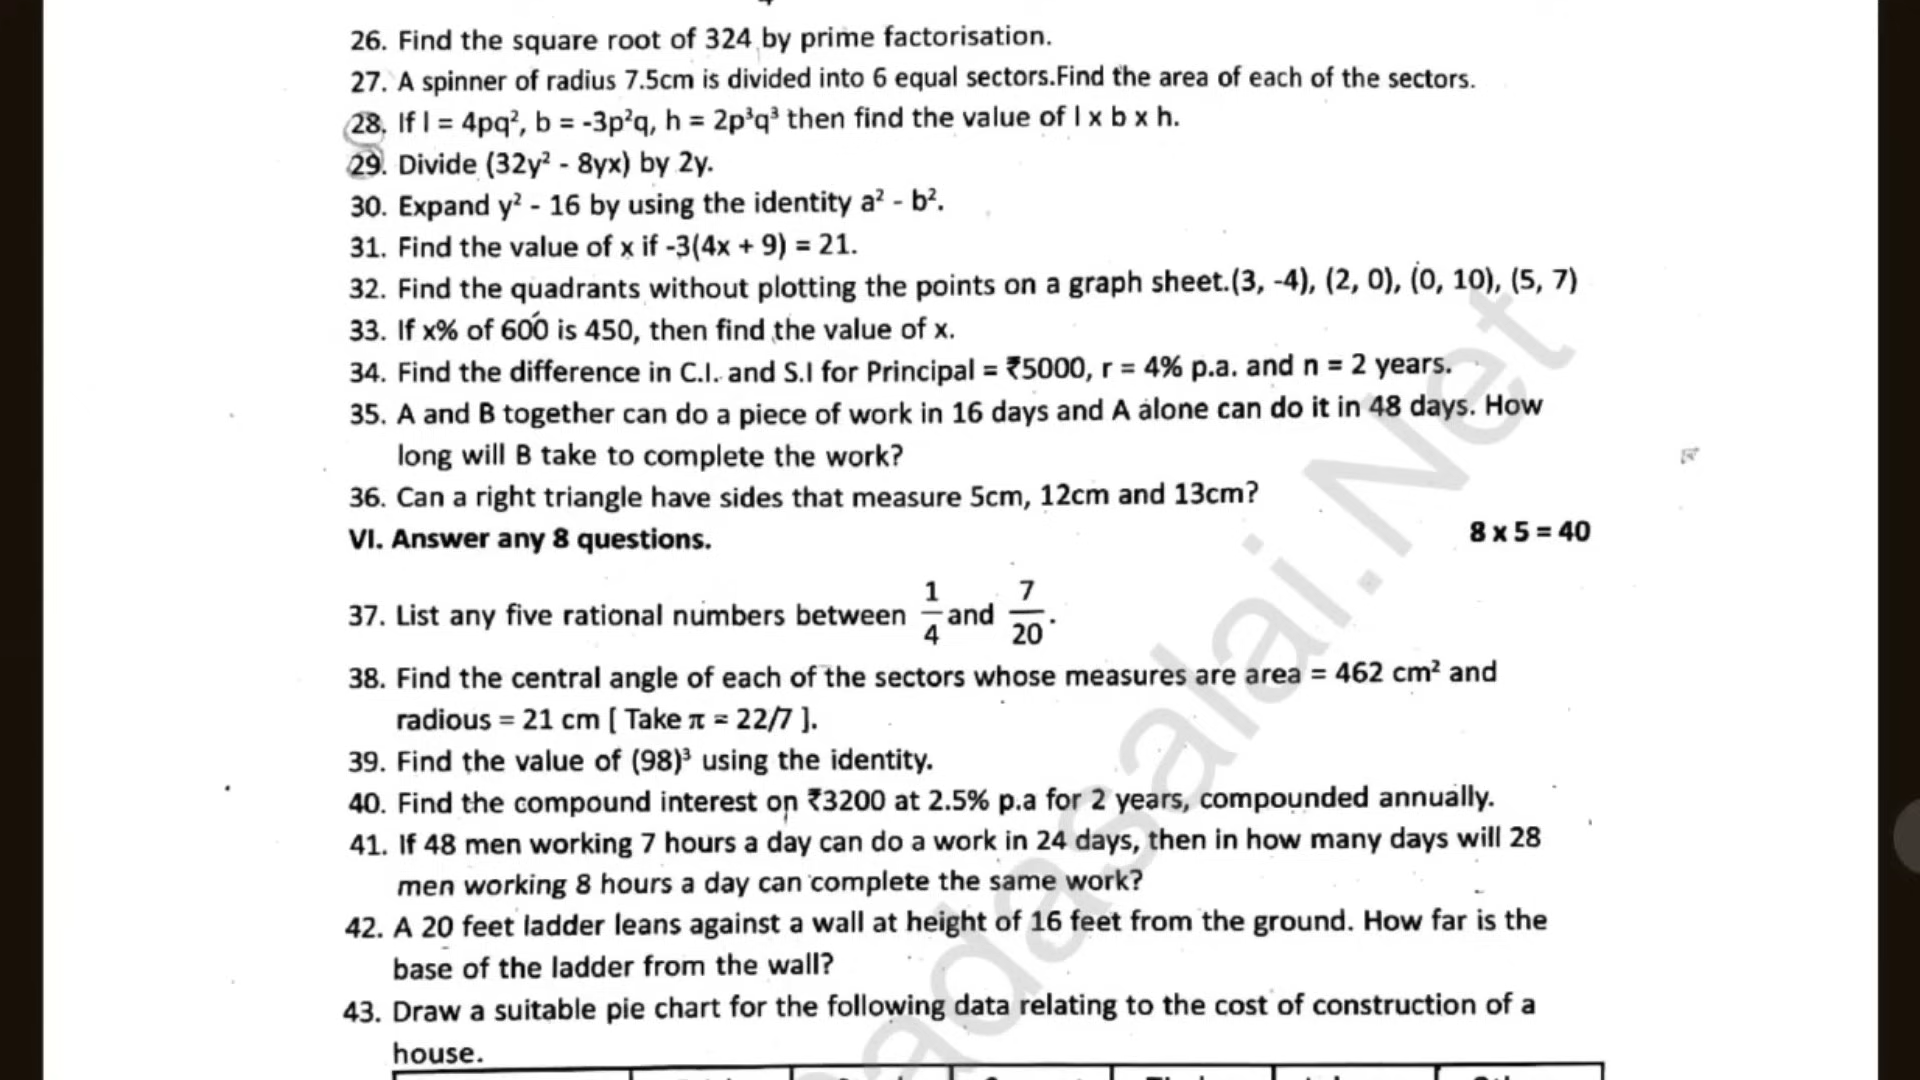 26. Find the square root of 324 by prime factorisation.
27. A spinner of radius 7.5cm is divided into 6 equal sectors.Find the area of each of the sectors.
28. If l = 4pq², b = -3p²q, h = 2p³q³ then find the value of l x b x h.
29. Divide (32y² - 8yx) by 2y.
30. Expand y² - 16 by using the identity a² - b².
31. Find the value of x if -3(4x + 9) = 21.
32. Find the quadrants without plotting the points on a graph sheet.(3, -4), (2, 0), (0, 10), (5, 7)
33. If x% of 600 is 450, then find the value of x.
34. Find the difference in C.I. and S.I for Principal = ₹5000, r = 4% p.a. and n = 2 years.
35. A and B together can do a piece of work in 16 days and A alone can do it in 48 days. How
long will B take to complete the work?
36. Can a right triangle have sides that measure 5cm, 12cm and 13cm?
VI. Answer any 8 questions. 8 x 5 = 40
37. List any five rational numbers between 1/4 and 7/20.
38. Find the central angle of each of the sectors whose measures are area = 462 cm² and
radious = 21 cm [ Take π = 22/7 ].
39. Find the value of (98)³ using the identity.
40. Find the compound interest on ₹3200 at 2.5% p.a for 2 years, compounded annually.
41. If 48 men working 7 hours a day can do a work in 24 days, then in how many days will 28
men working 8 hours a day can complete the same work?
42. A 20 feet ladder leans against a wall at height of 16 feet from the ground. How far is the
base of the ladder from the wall?
43. Draw a suitable pie chart for the following data relating to the cost of construction of a
house.
adasalai.Net